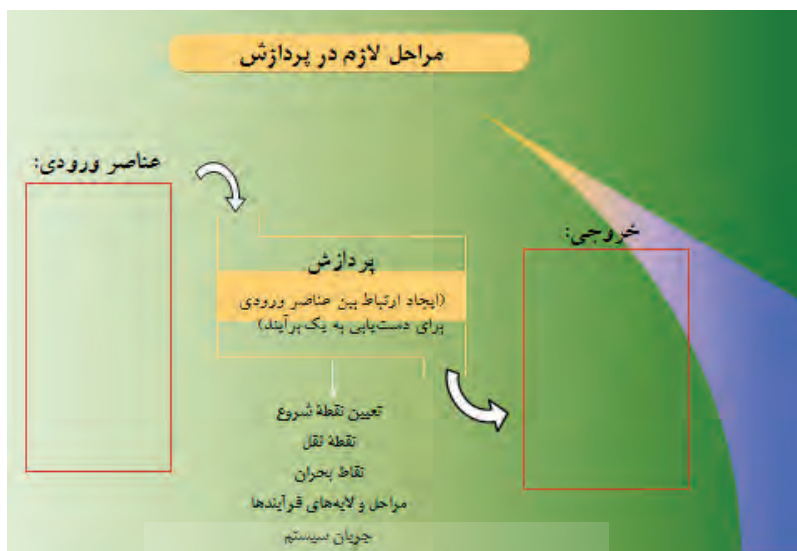 مراحل لازم در پردازش
عناصر ورودی:
خروجی:
پردازش
(ایجاد ارتباط بین عناصر ورودی
برای دست‌یابی به یک برآیند)
تعیین نقطهٔ شروع
نقطهٔ نقل
نقاط بحران
مراحل و لایه‌های فرآیندها
جریان سیستم